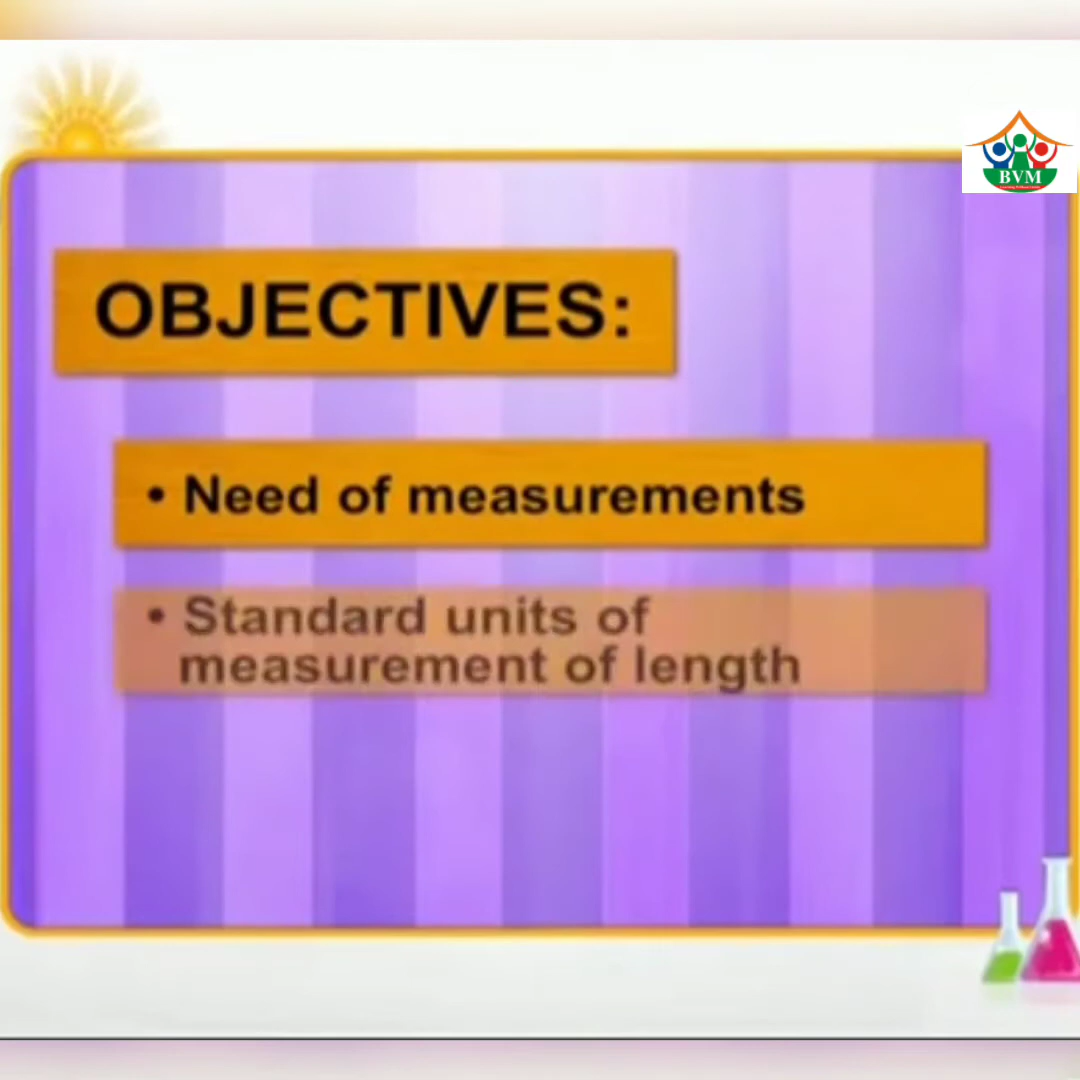 BVM
OBJECTIVES:
• Need of measurements
• Standard units of
measurement of length